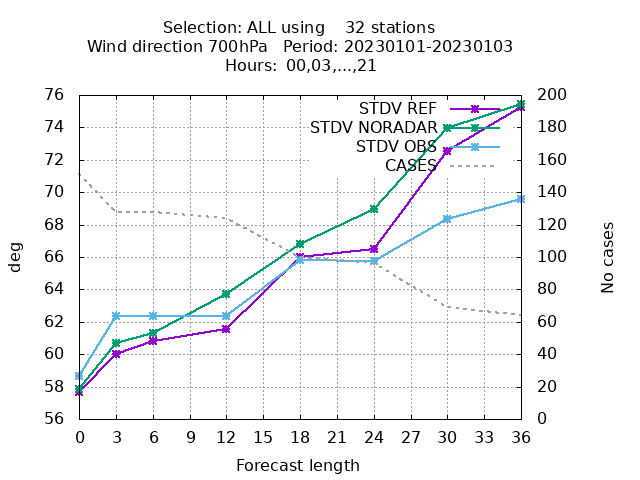 Selection: ALL using    32 stations
Wind direction 700hPa   Period: 20230101-20230103
Hours: 00,03,...,21
STDV REF
STDV NORADAR
STDV OBS
CASES
76
74
72
70
68
66
64
62
60
58
56
200
180
160
140
120
100
80
60
40
20
0
deg
No cases
0 3 6 9 12 15 18 21 24 27 30 33 36
Forecast length